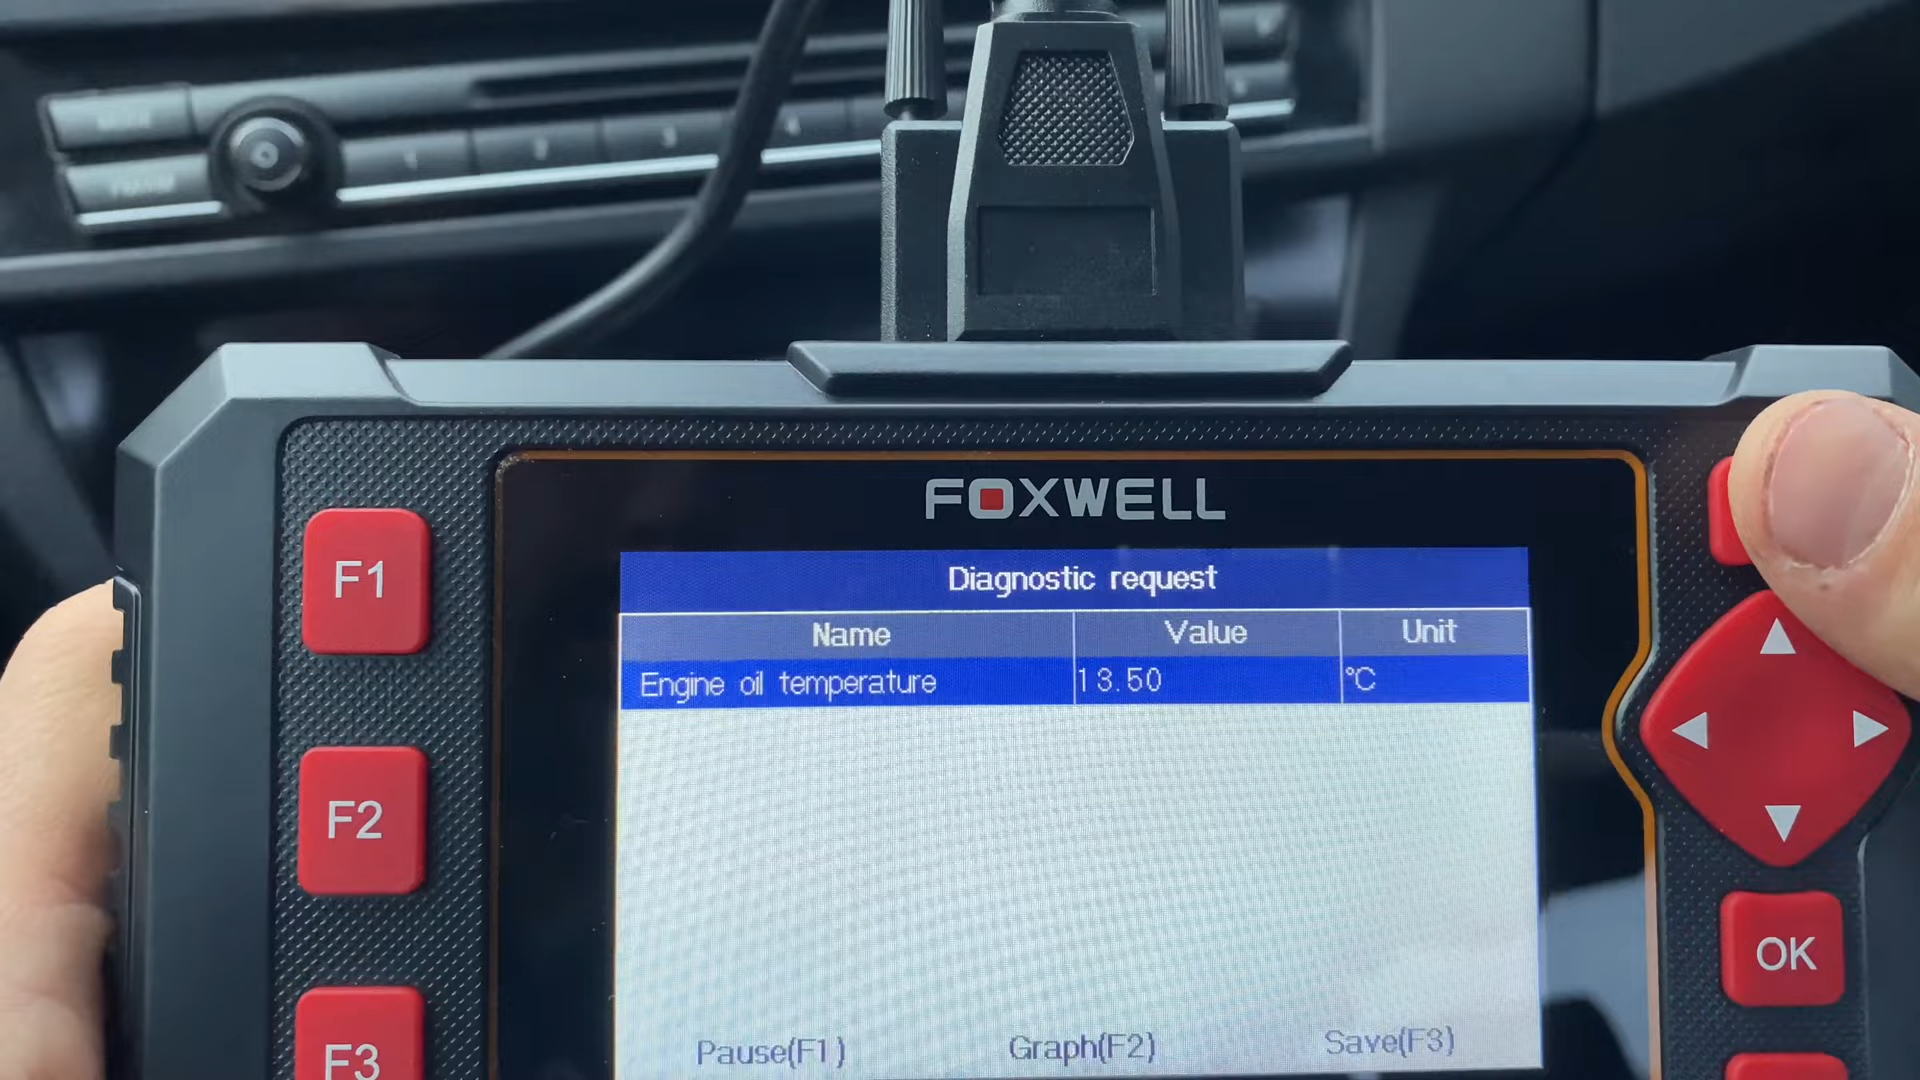 FOXWELL
Diagnostic request
Name Value Unit
Engine oil temperature 13.50 °C
Pause(F1) Graph(F2) Save(F3)
F1
F2
F3
OK